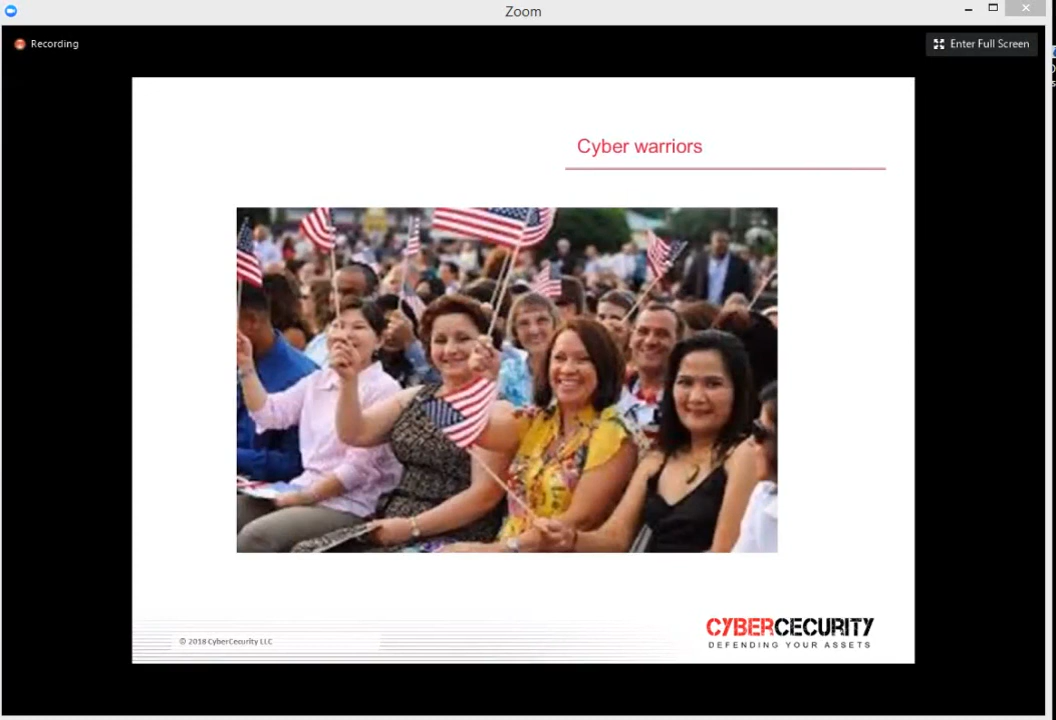 Zoom
Recording
Enter Full Screen
Cyber warriors
© 2018 CyberCecurity LLC
CYBERCECURITY
DEFENDING YOUR ASSETS